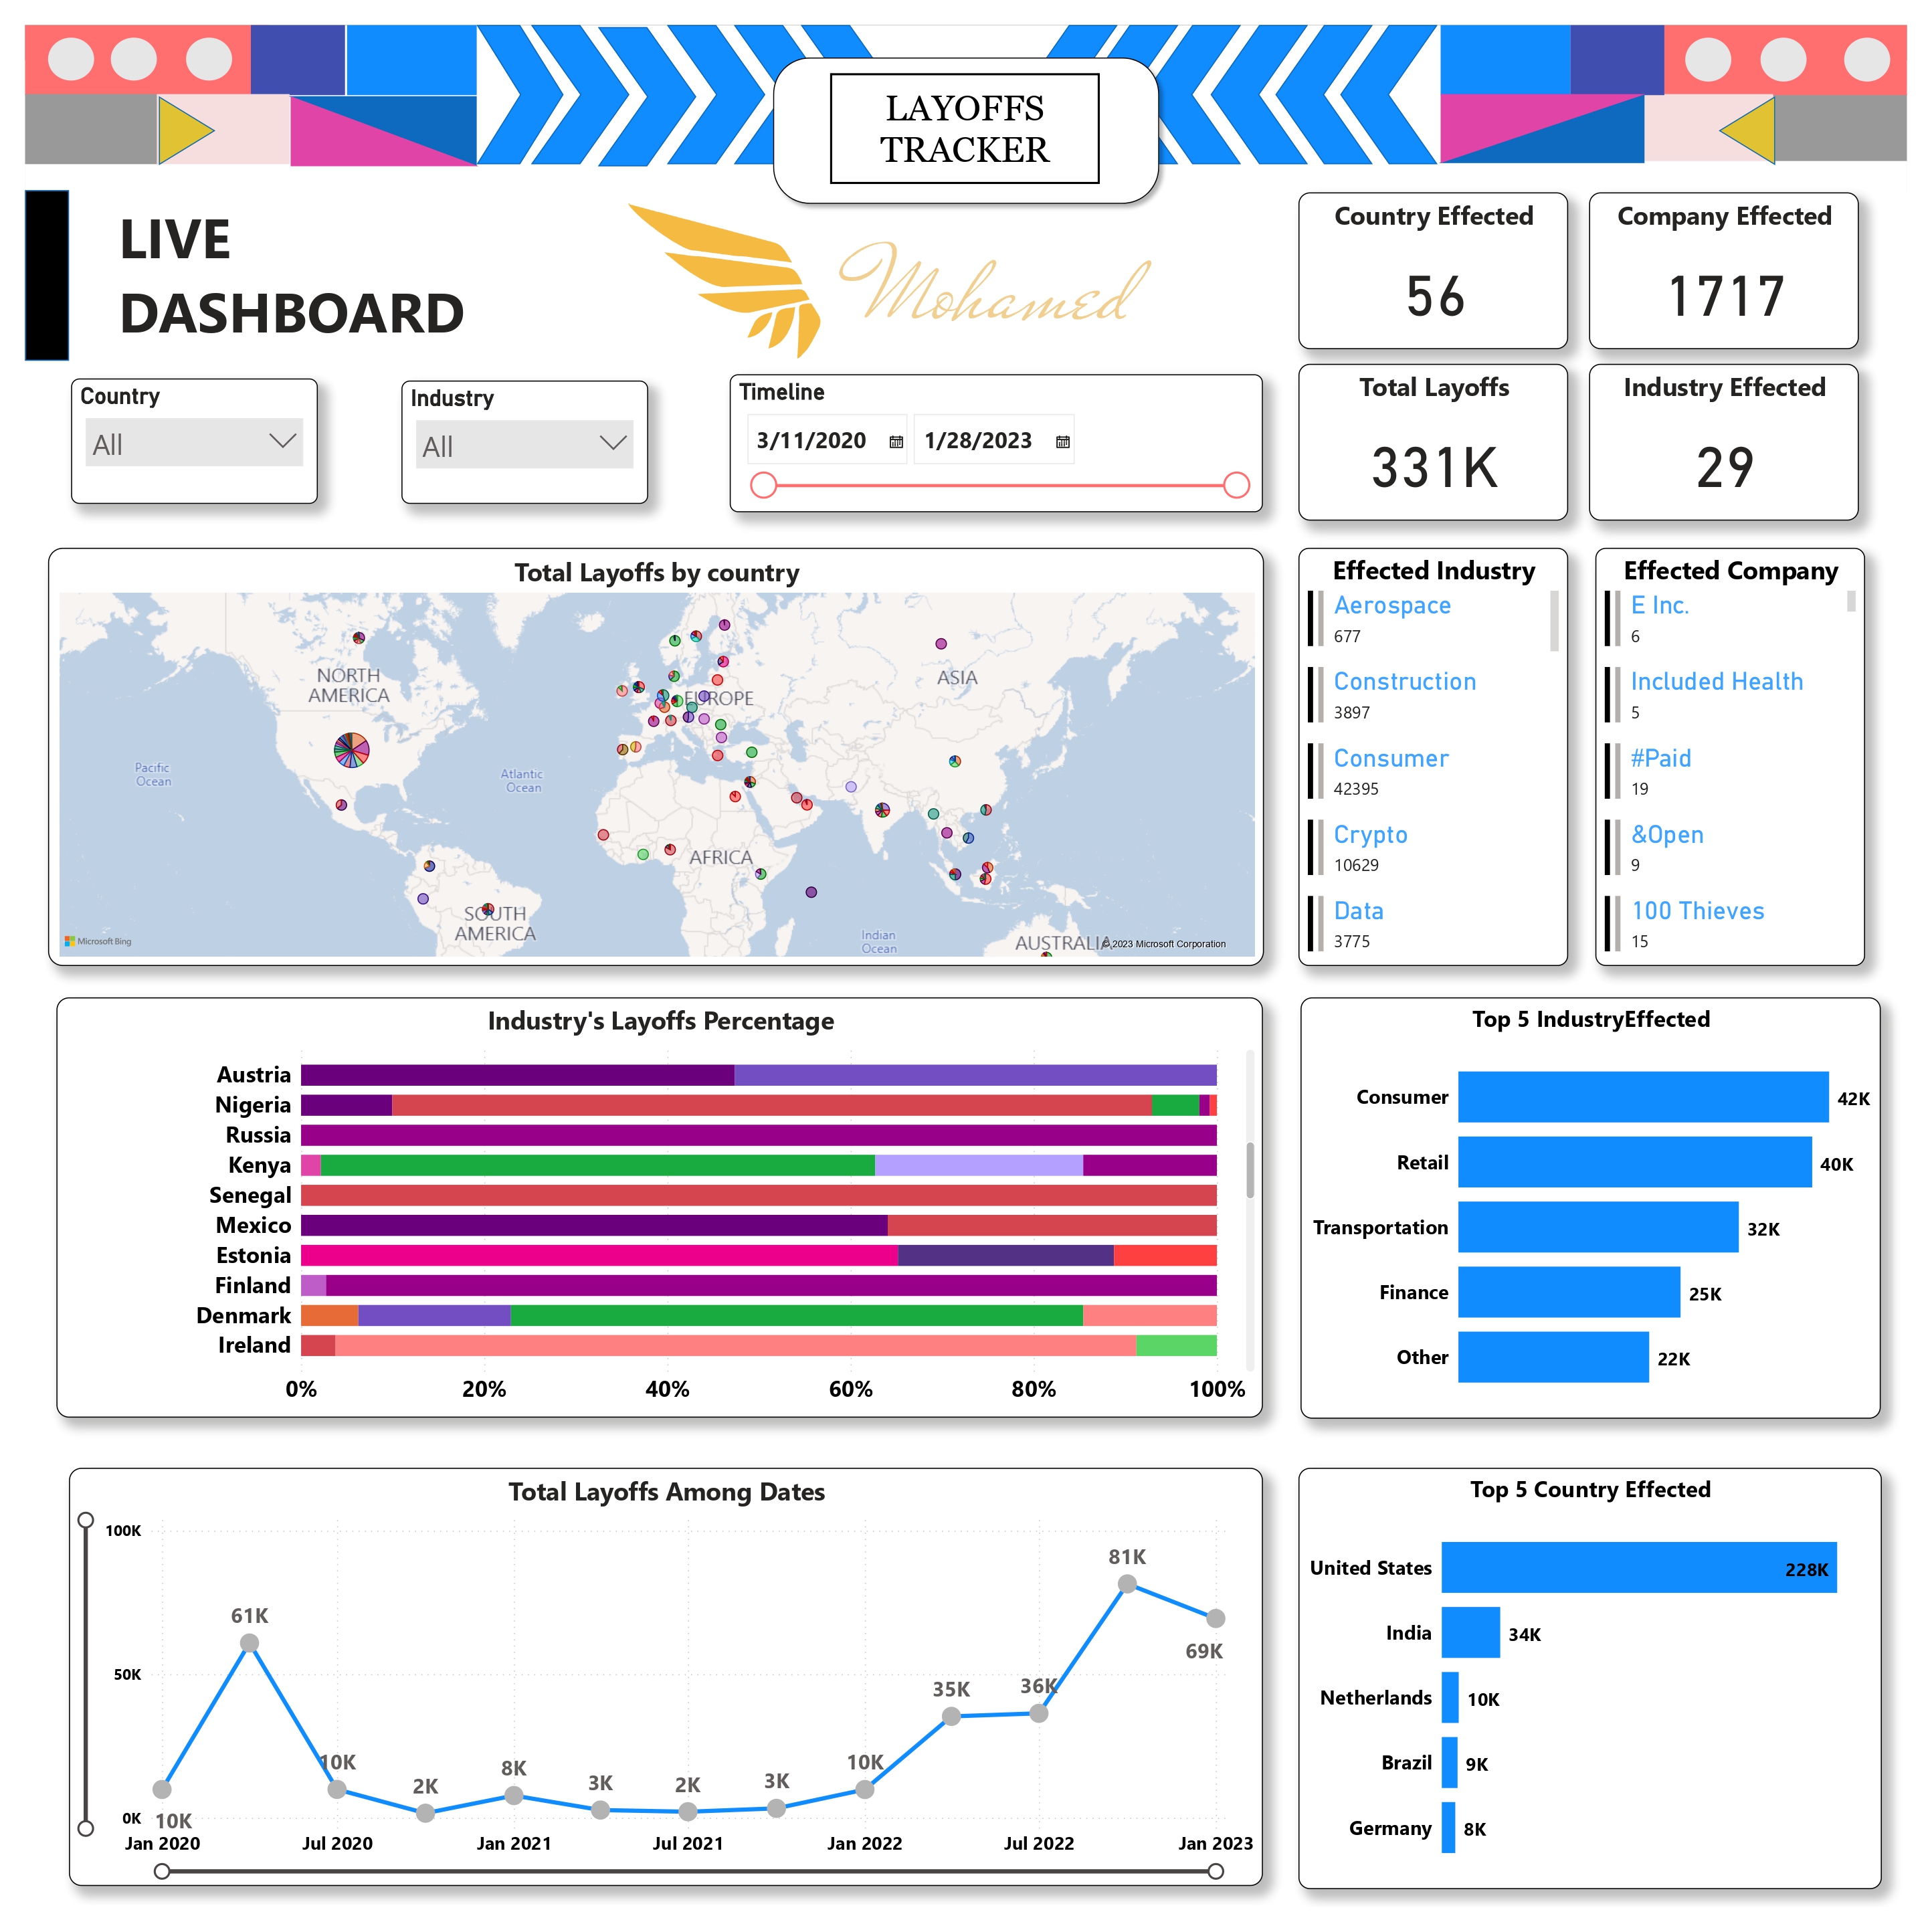 LAYOFFS
TRACKER
LIVE
DASHBOARD
Mohamed
Country Effected
56
Company Effected
1717
Country
All
Industry
All
Timeline
3/11/2020
1/28/2023
Total Layoffs
331K
Industry Effected
29
Total Layoffs by country
NORTH
AMERICA
EUROPE
ASIA
Pacific
Ocean
Atlantic
Ocean
AFRICA
SOUTH
AMERICA
Indian
Ocean
AUSTRALIA
Microsoft Bing
© 2023 Microsoft Corporation
Effected Industry
Aerospace
677
Construction
3897
Consumer
42395
Crypto
10629
Data
3775
Effected Company
E Inc.
6
Included Health
5
#Paid
19
&Open
9
100 Thieves
15
Industry's Layoffs Percentage
Austria
Nigeria
Russia
Kenya
Senegal
Mexico
Estonia
Finland
Denmark
Ireland
0% 20% 40% 60% 80% 100%
Top 5 IndustryEffected
Consumer 42K
Retail 40K
Transportation 32K
Finance 25K
Other 22K
Total Layoffs Among Dates
100K
50K
0K
10K
61K
10K
2K
8K
3K
2K
3K
10K
35K
36K
81K
69K
Jan 2020 Jul 2020 Jan 2021 Jul 2021 Jan 2022 Jul 2022 Jan 2023
Top 5 Country Effected
United States 228K
India 34K
Netherlands 10K
Brazil 9K
Germany 8K